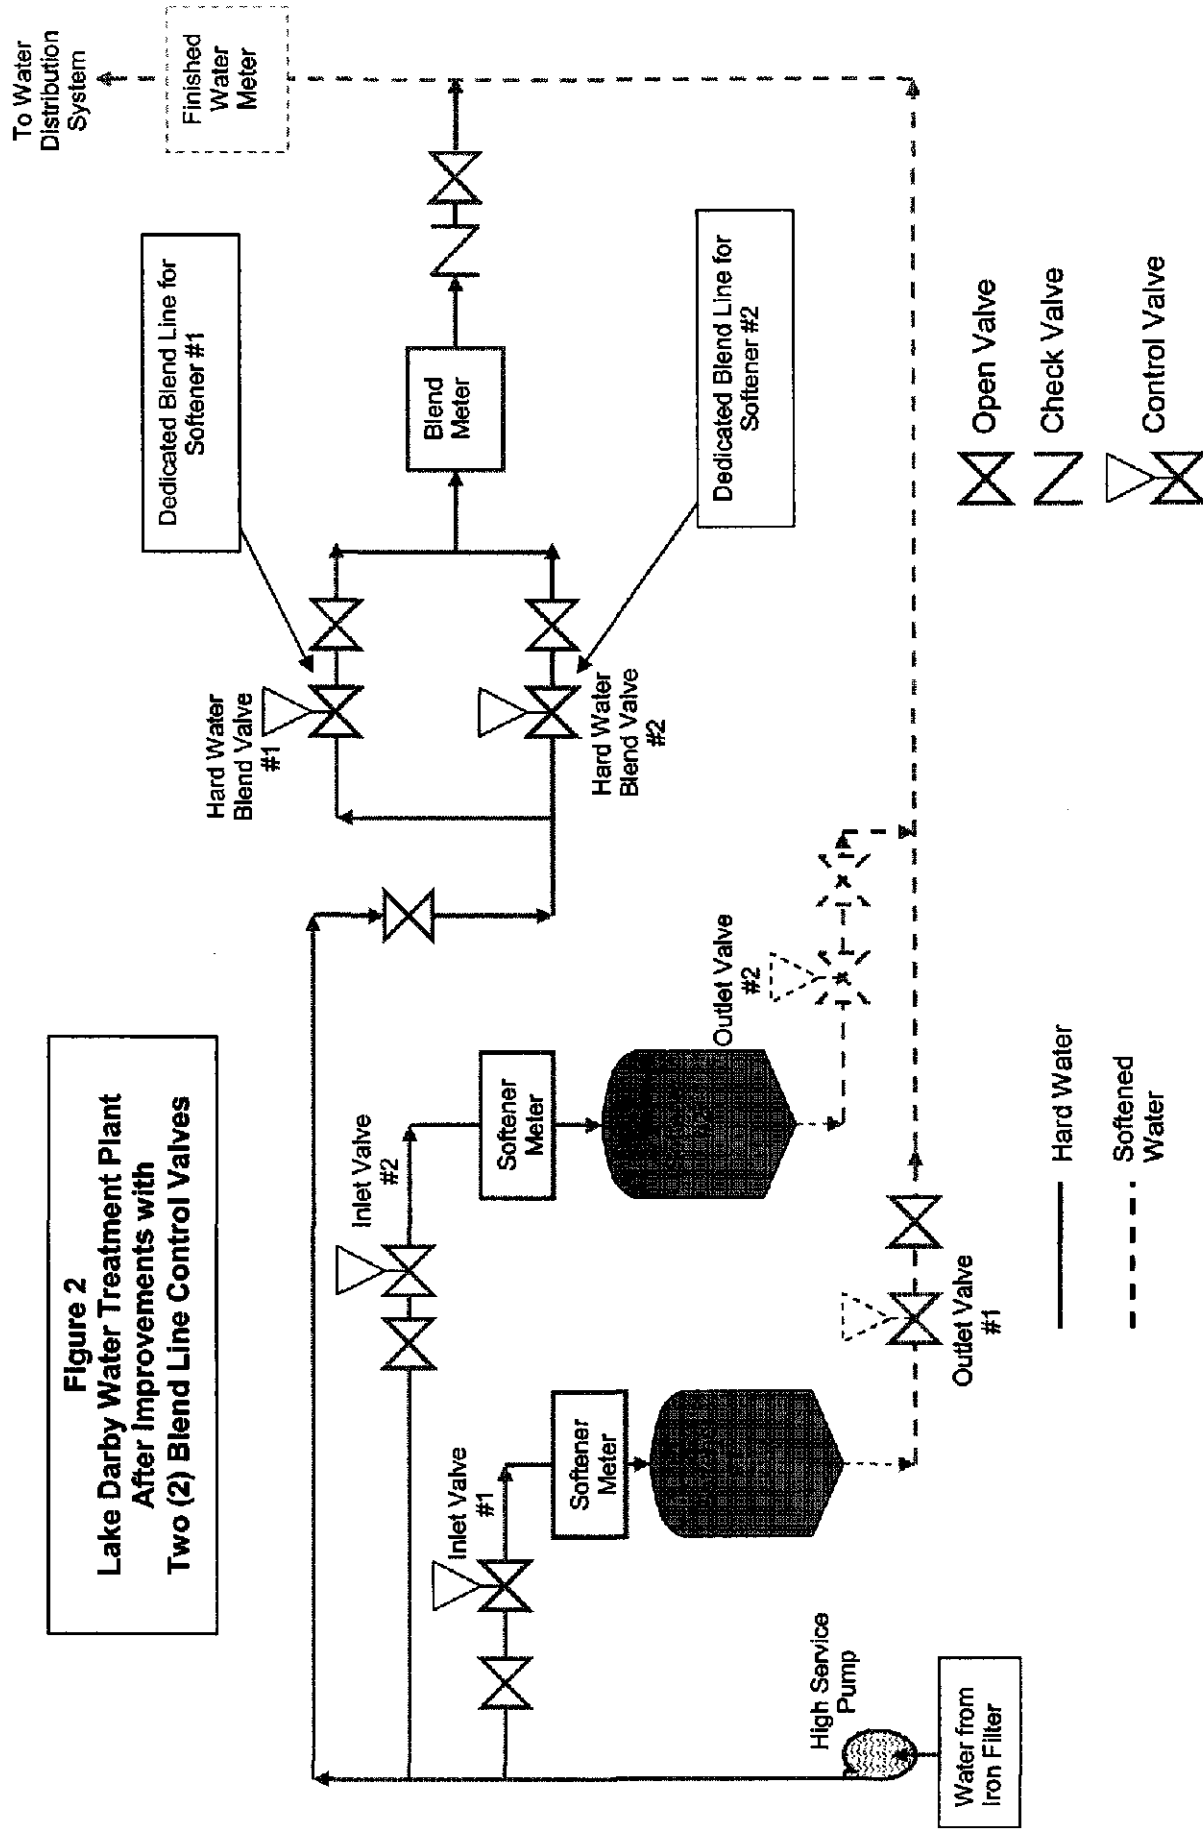 Figure 2
Lake Darby Water Treatment Plant
After Improvements with
Two (2) Blend Line Control Valves
To Water
Distribution
System
Finished
Water
Meter
Dedicated Blend Line for
Softener #1
Hard Water
Blend Valve
#1
Blend
Meter
Hard Water
Blend Valve
#2
Dedicated Blend Line for
Softener #2
Inlet Valve
#2
Softener
Meter
Outlet Valve
#2
Inlet Valve
#1
Softener
Meter
Outlet Valve
#1
High Service
Pump
Water from
Iron Filter
Hard Water
Softened
Water
Open Valve
Check Valve
Control Valve